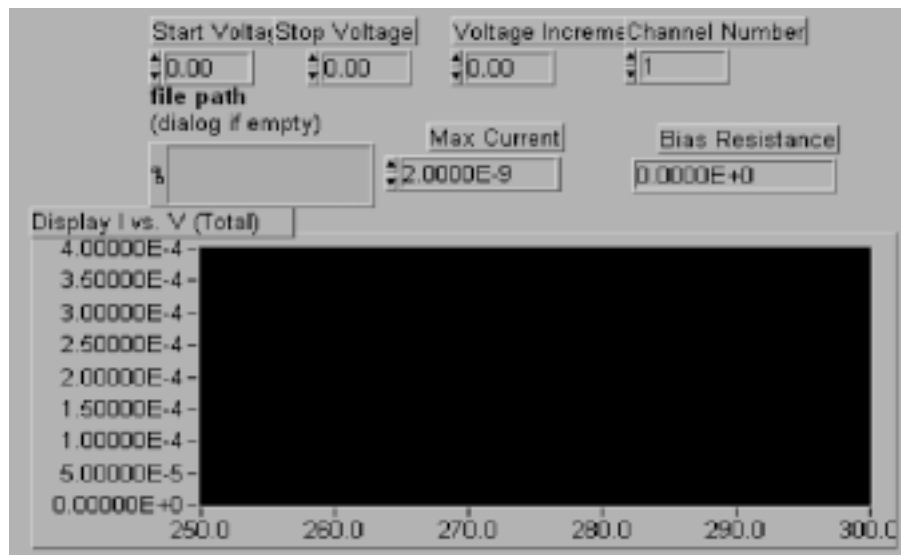 Start Voltag Stop Voltage Voltage Increme Channel Number
0.00 0.00 0.00 1
file path
(dialog if empty)
Max Current Bias Resistance
% 2.0000E-9 0.0000E+0
Display I vs. V (Total)
4.00000E-4
3.50000E-4
3.00000E-4
2.50000E-4
2.00000E-4
1.50000E-4
1.00000E-4
5.00000E-5
0.00000E+0
250.0 260.0 270.0 280.0 290.0 300.0